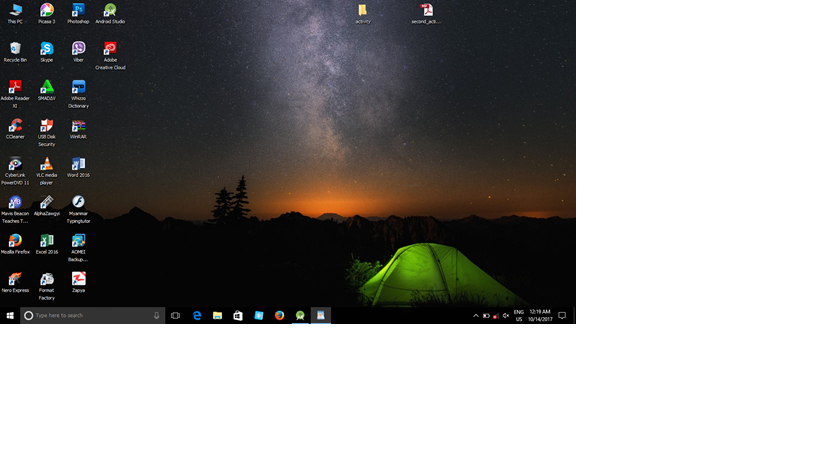 This PC
Picasa 3
Photoshop
Android Studio
activity
second_acti...
Recycle Bin
Skype
Viber
Adobe
Creative Cloud
Adobe Reader
XI
SMADAV
Whizzo
Dictionary
CCleaner
USB Disk
Security
WinRAR
CyberLink
PowerDVD 11
VLC media
player
Word 2016
Mavis Beacon
Teaches T...
AlphaZawgyi
Myanmar
Typingtutor
Mozilla Firefox
Excel 2016
AOMEI
Backup...
Nero Express
Format
Factory
Zapya
Type here to search
ENG
US
12:19 AM
10/14/2017